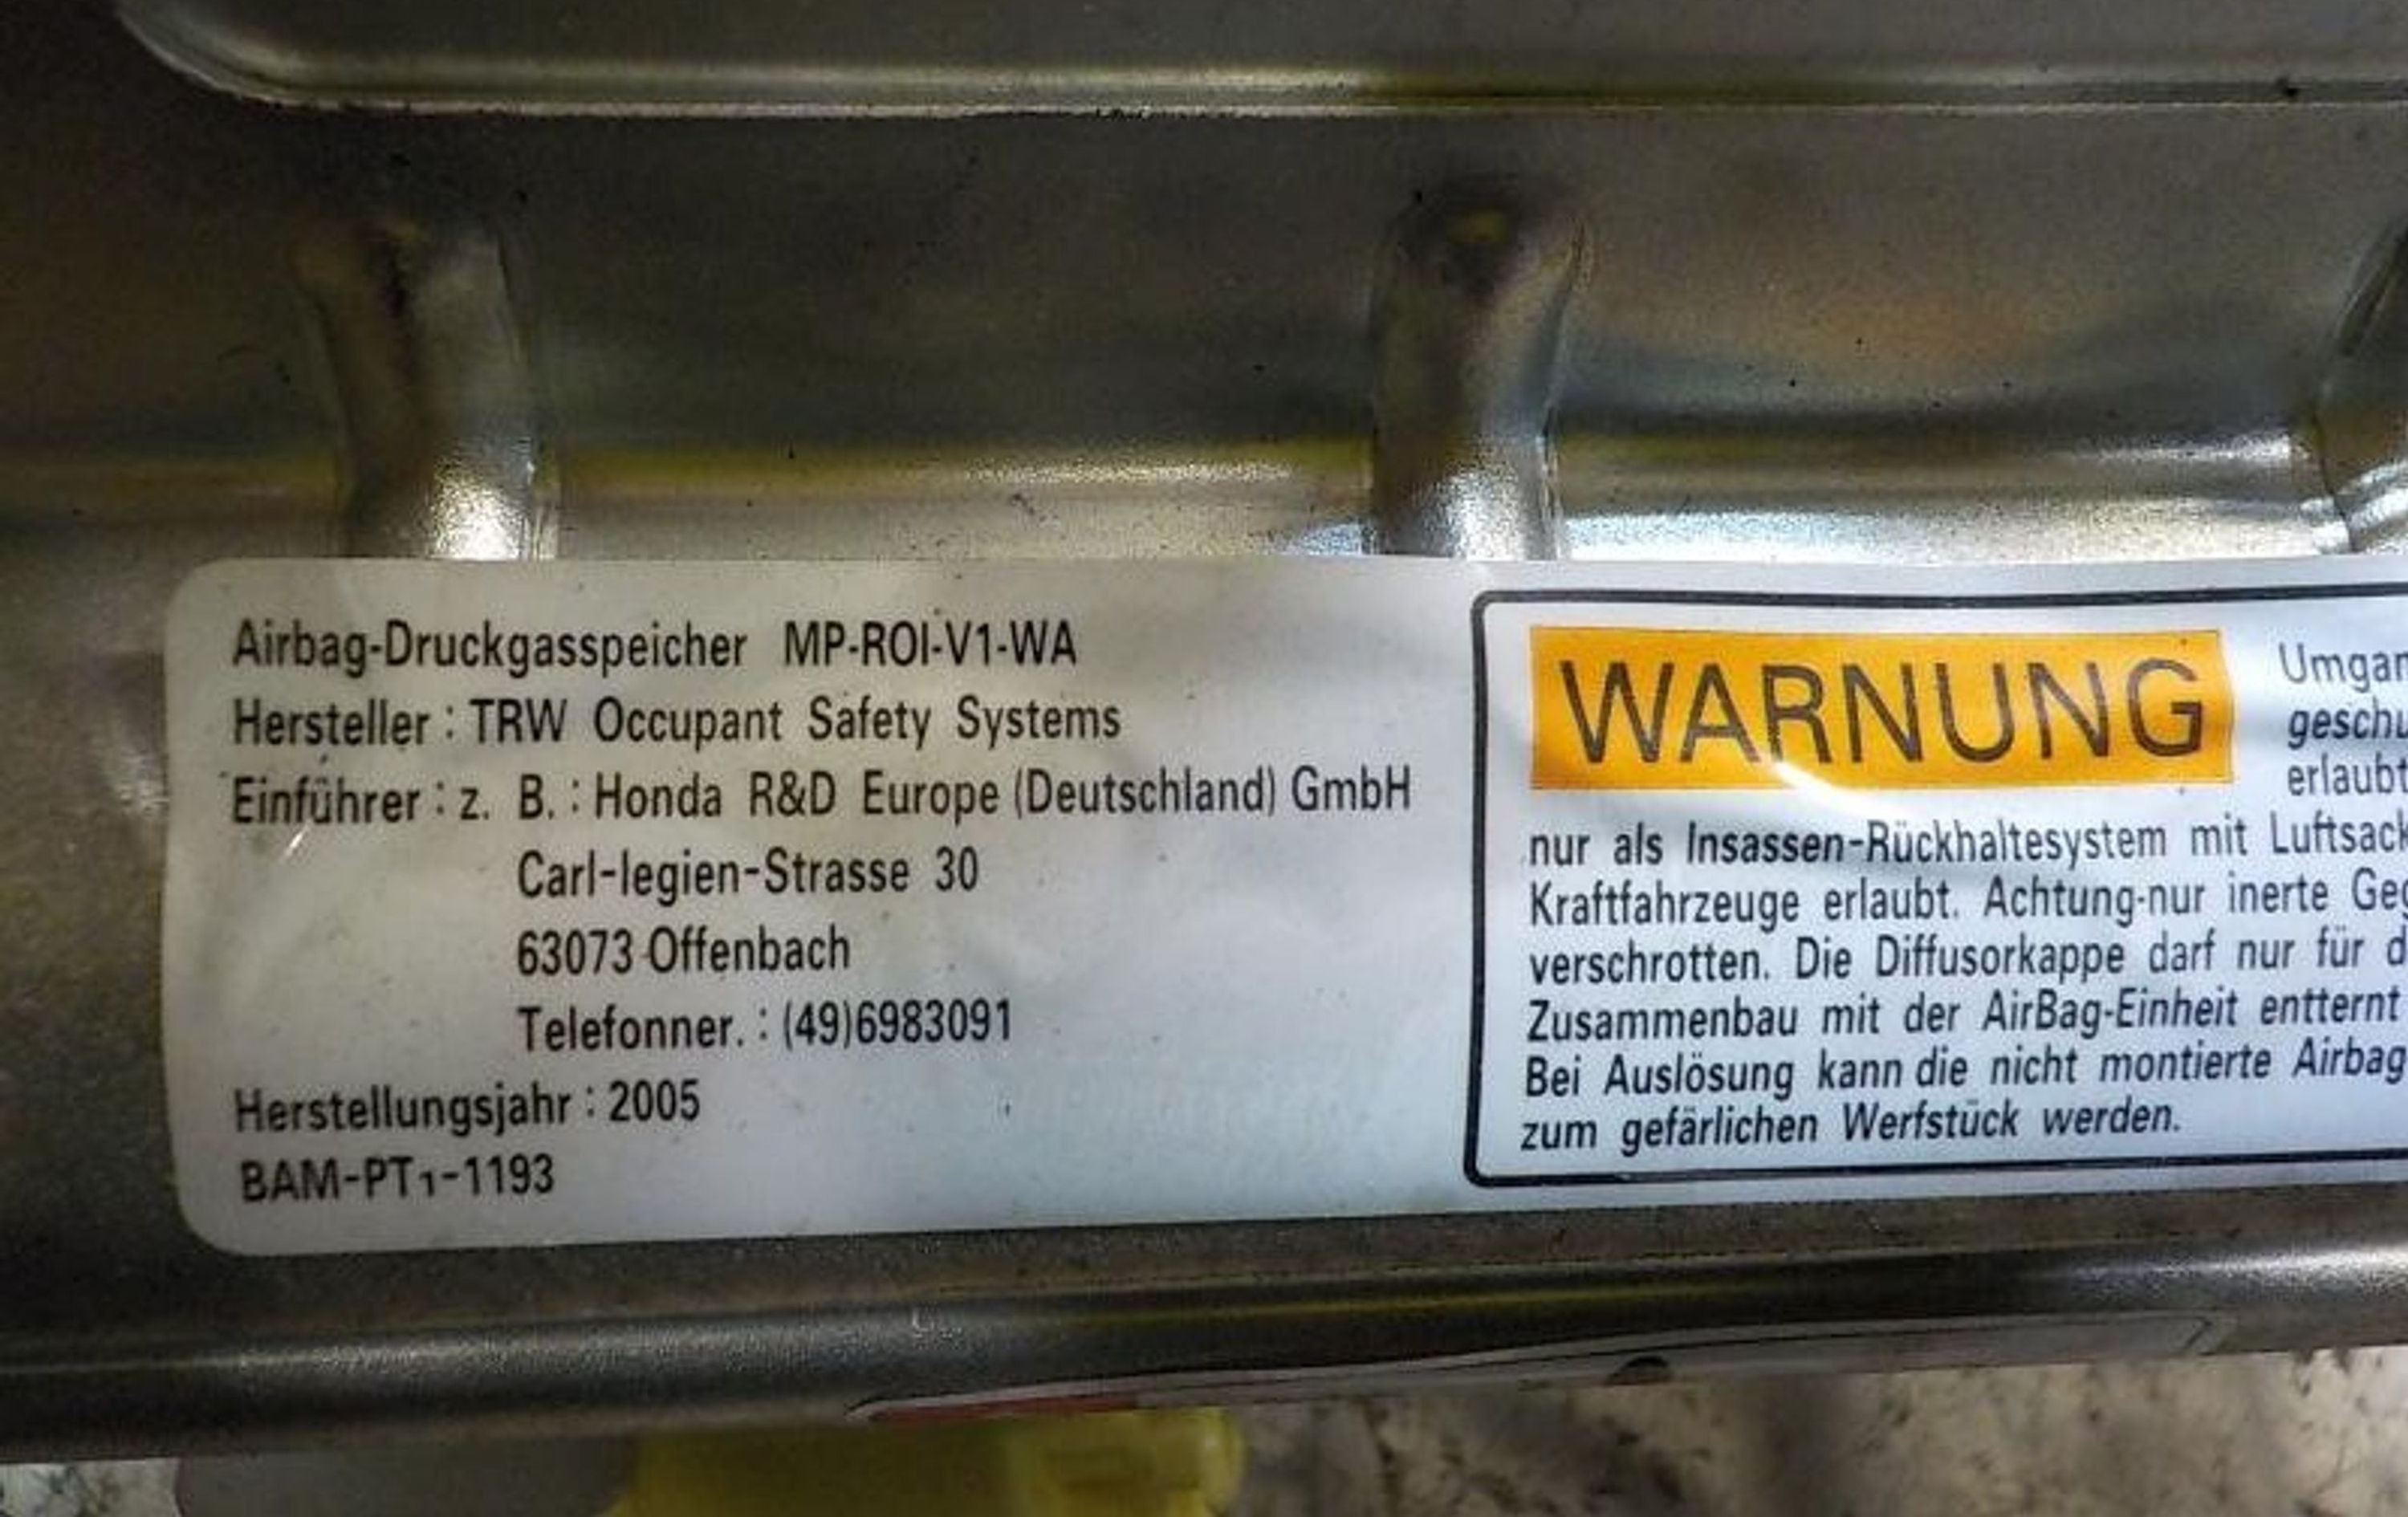 Airbag-Druckgasspeicher MP-ROI-V1-WA
Hersteller : TRW Occupant Safety Systems
Einführer : z. B. : Honda R&D Europe (Deutschland) GmbH
Carl-legien-Strasse 30
63073 Offenbach
Telefonner. : (49)6983091
Herstellungsjahr : 2005
BAM-PT1-1193
WARNUNG
nur als Insassen-Rückhaltesystem mit
Kraftfahrzeuge erlaubt. Achtung-nur inerte
verschrotten. Die Diffusorkappe darf nur für
Zusammenbau mit der AirBag-Einheit entternt
Bei Auslösung kann die nicht montierte Airbag
zum gefärlichen Werfstück werden.